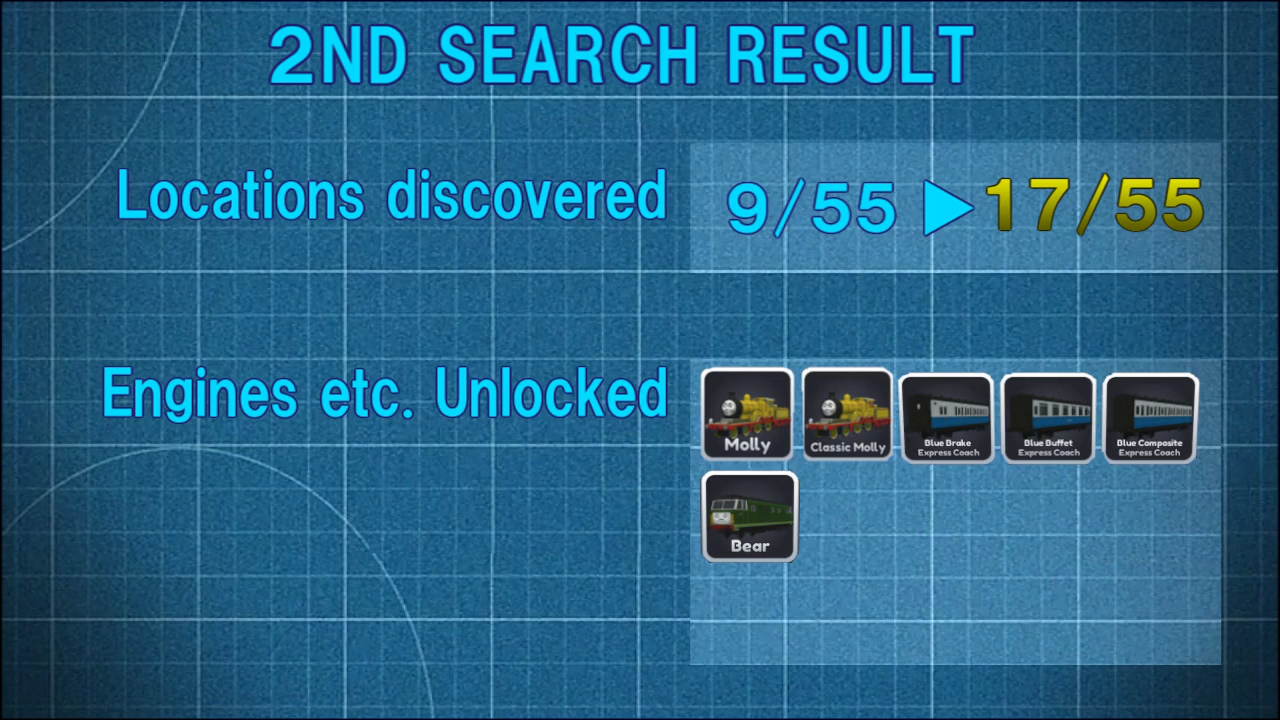 2ND SEARCH RESULT
Locations discovered
9/55 ▶ 17/55
Engines etc. Unlocked
Molly
Classic Molly
Blue Brake
Express Coach
Blue Buffet
Express Coach
Blue Composite
Express Coach
Bear